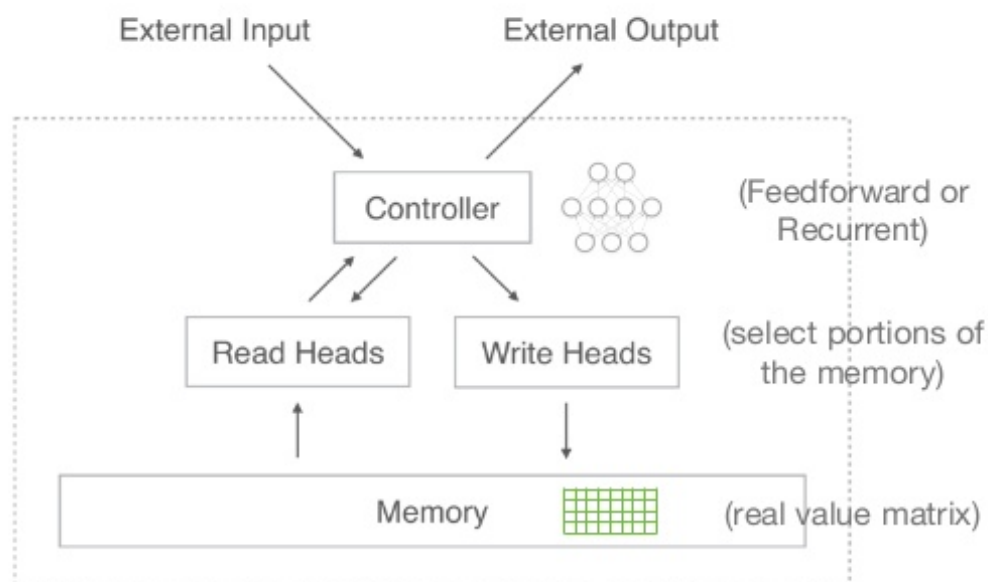 External Input
External Output
Controller
(Feedforward or
Recurrent)
Read Heads
Write Heads
(select portions of
the memory)
Memory
(real value matrix)